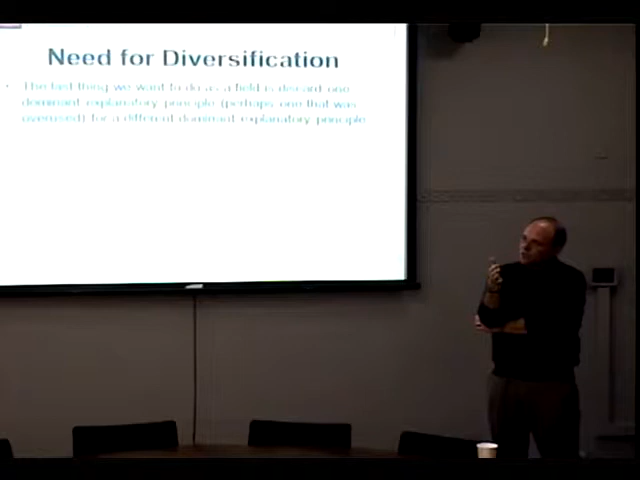 Need for Diversification
• The last thing we want to do as a field is discard one
dominant explanatory principle (perhaps one that was
overused) for a different dominant explanatory principle